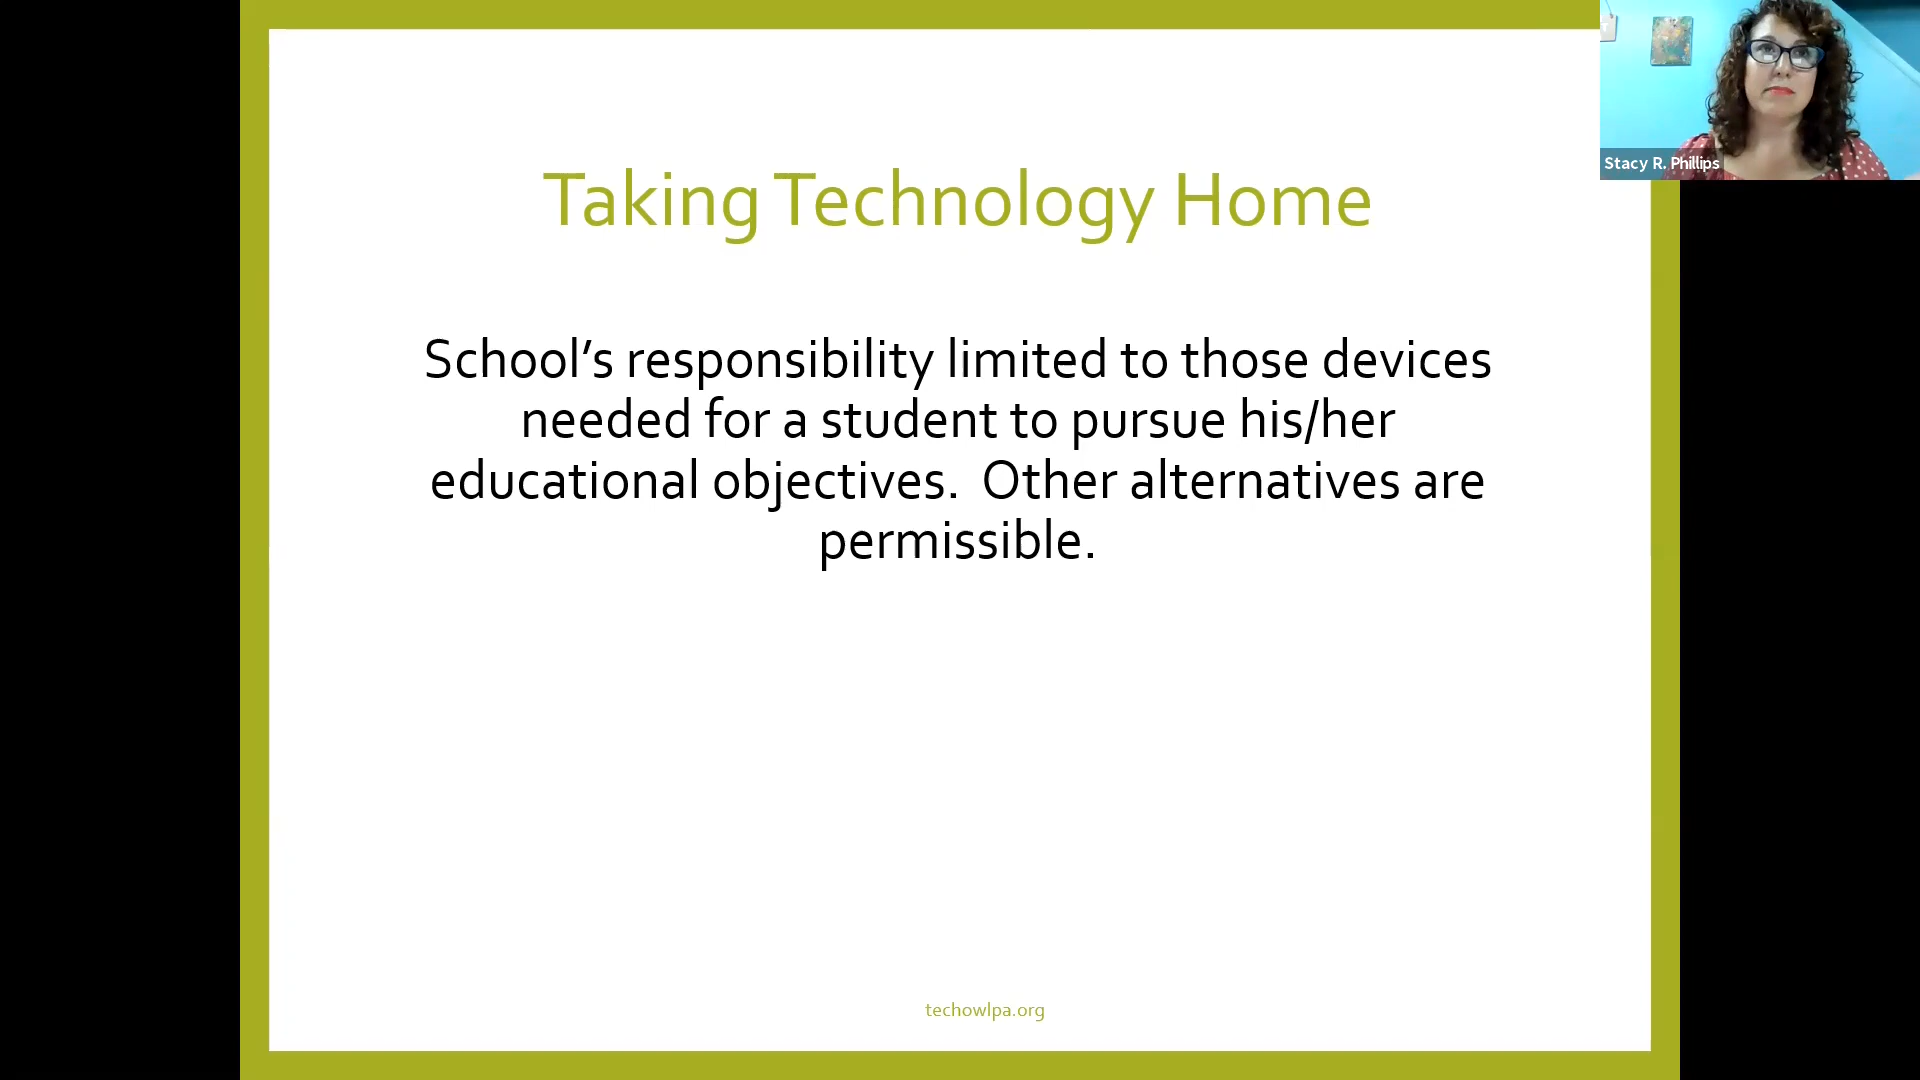 Taking Technology Home
School’s responsibility limited to those devices
needed for a student to pursue his/her
educational objectives.  Other alternatives are
permissible.
techowlpa.org
Stacy R. Phillips